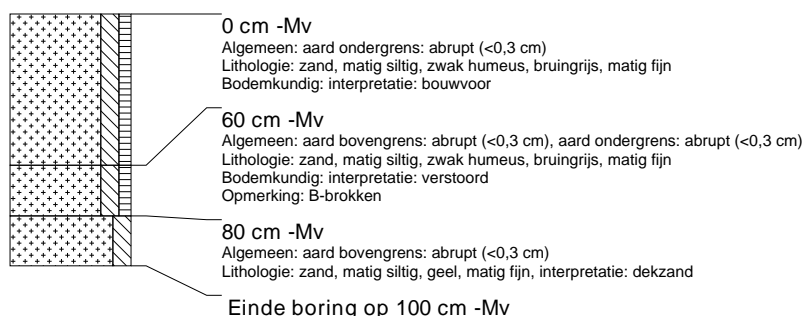 0 cm -Mv
Algemeen: aard ondergrens: abrupt (<0,3 cm)
Lithologie: zand, matig siltig, zwak humeus, bruingrijs, matig fijn
Bodemkundig: interpretatie: bouwvoor
60 cm -Mv
Algemeen: aard bovengrens: abrupt (<0,3 cm), aard ondergrens: abrupt (<0,3 cm)
Lithologie: zand, matig siltig, zwak humeus, bruingrijs, matig fijn
Bodemkundig: interpretatie: verstoord
Opmerking: B-brokken
80 cm -Mv
Algemeen: aard bovengrens: abrupt (<0,3 cm)
Lithologie: zand, matig siltig, geel, matig fijn, interpretatie: dekzand
Einde boring op 100 cm -Mv